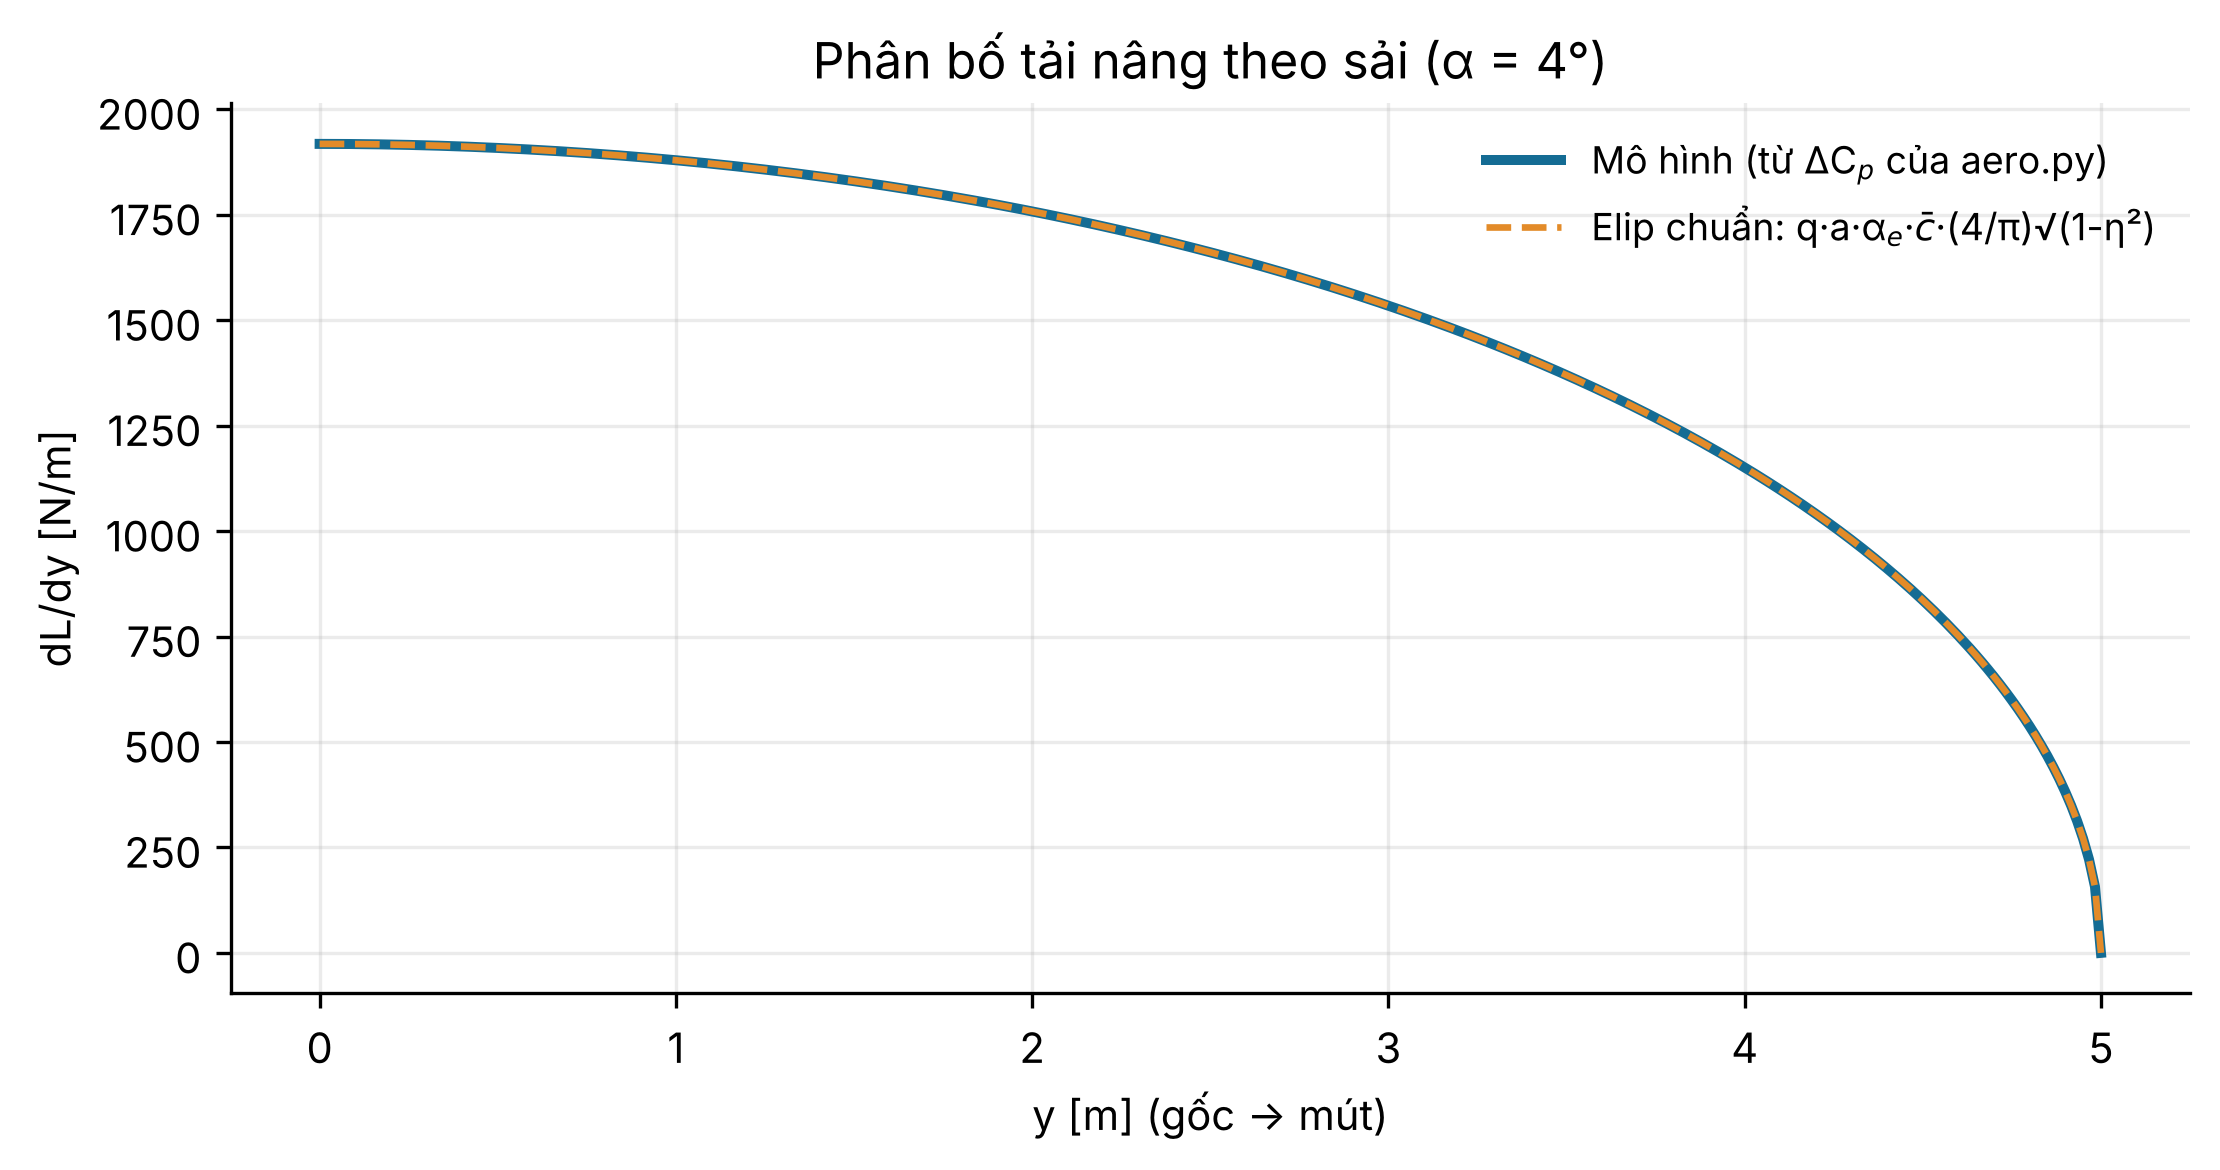 Phân bố tải nâng theo sải (α = 4°)
2000
1750
1500
1250
1000
750
500
250
0
dL/dy [N/m]
Mô hình (từ ΔCₚ của aero.py)
Elip chuẩn: q·a·αₑ·c̄·(4/π)√(1-η²)
0 1 2 3 4 5
y [m] (gốc → mút)